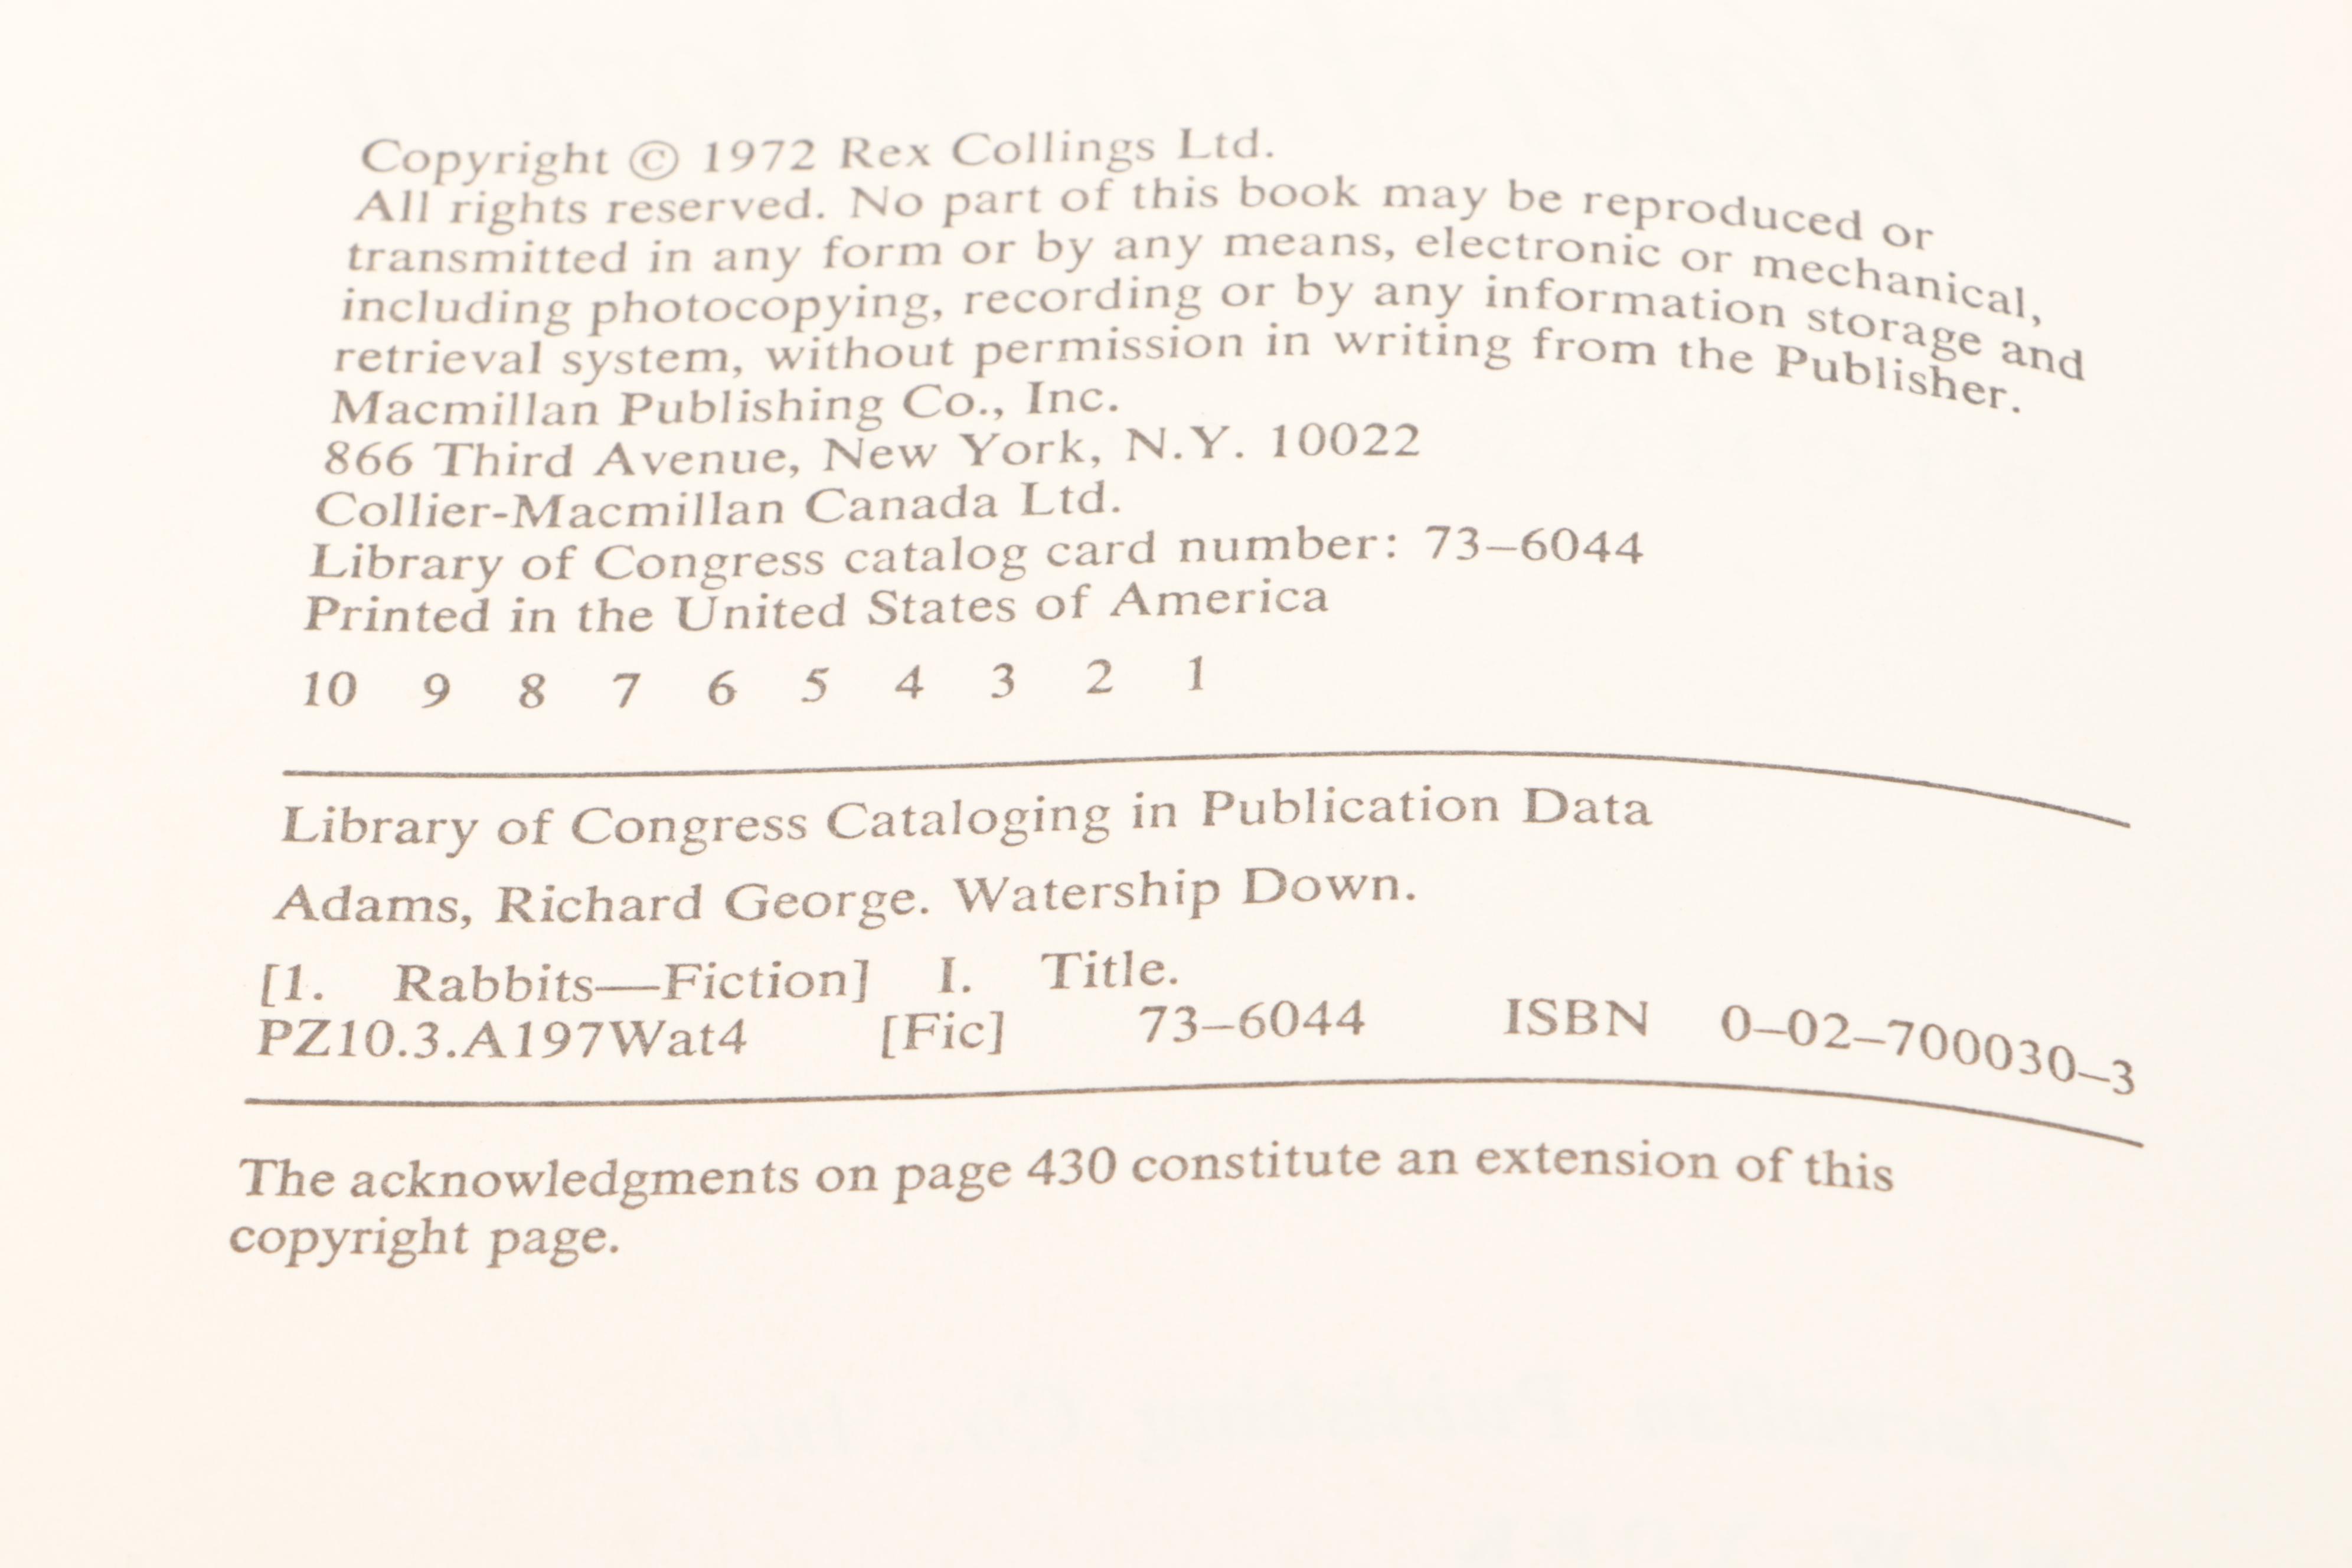 Copyright © 1972 Rex Collings Ltd.
All rights reserved. No part of this book may be reproduced or
transmitted in any form or by any means, electronic or mechanical,
including photocopying, recording or by any information storage and
retrieval system, without permission in writing from the Publisher.
Macmillan Publishing Co., Inc.
866 Third Avenue, New York, N.Y. 10022
Collier-Macmillan Canada Ltd.
Library of Congress catalog card number: 73–6044
Printed in the United States of America
10 9 8 7 6 5 4 3 2 1
Library of Congress Cataloging in Publication Data
Adams, Richard George. Watership Down.
[1. Rabbits—Fiction] I. Title.
PZ10.3.A197Wat4 [Fic] 73–6044 ISBN 0–02–700030–3
The acknowledgments on page 430 constitute an extension of this
copyright page.